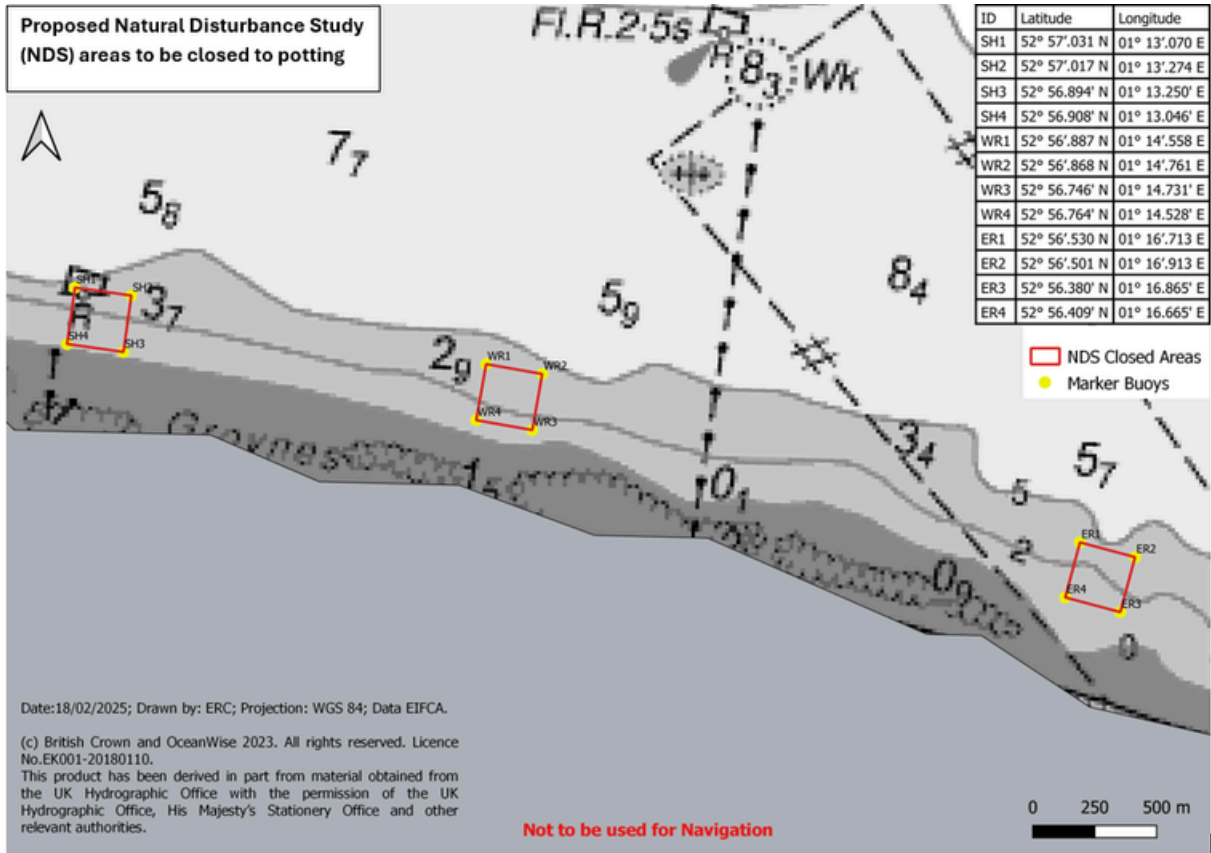 Proposed Natural Disturbance Study
(NDS) areas to be closed to potting
Fl.R.2·5s
R
8₃ Wk
7₇
5₈
5₉
8₄
ID Latitude Longitude
SH1 52° 57'.031 N 01° 13'.070 E
SH2 52° 57'.017 N 01° 13'.274 E
SH3 52° 56.894' N 01° 13.250' E
SH4 52° 56.908' N 01° 13.046' E
WR1 52° 56'.887 N 01° 14'.558 E
WR2 52° 56'.868 N 01° 14'.761 E
WR3 52° 56.746' N 01° 14.731' E
WR4 52° 56.764' N 01° 14.528' E
ER1 52° 56'.530 N 01° 16'.713 E
ER2 52° 56'.501 N 01° 16'.913 E
ER3 52° 56.380' N 01° 16.865' E
ER4 52° 56.409' N 01° 16.665' E
NDS Closed Areas
Marker Buoys
SH1 SH2
3₇
R
SH4 SH3
2₉
WR1 WR2
WR4 WR3
Groynes
1₅
0₁
3₄
5₇
5
2
0₉
ER1 ER2
ER4 ER3
0
Date:18/02/2025; Drawn by: ERC; Projection: WGS 84; Data EIFCA.
(c) British Crown and OceanWise 2023. All rights reserved. Licence
No.EK001-20180110.
This product has been derived in part from material obtained from
the UK Hydrographic Office with the permission of the UK
Hydrographic Office, His Majesty's Stationery Office and other
relevant authorities.
Not to be used for Navigation
0 250 500 m